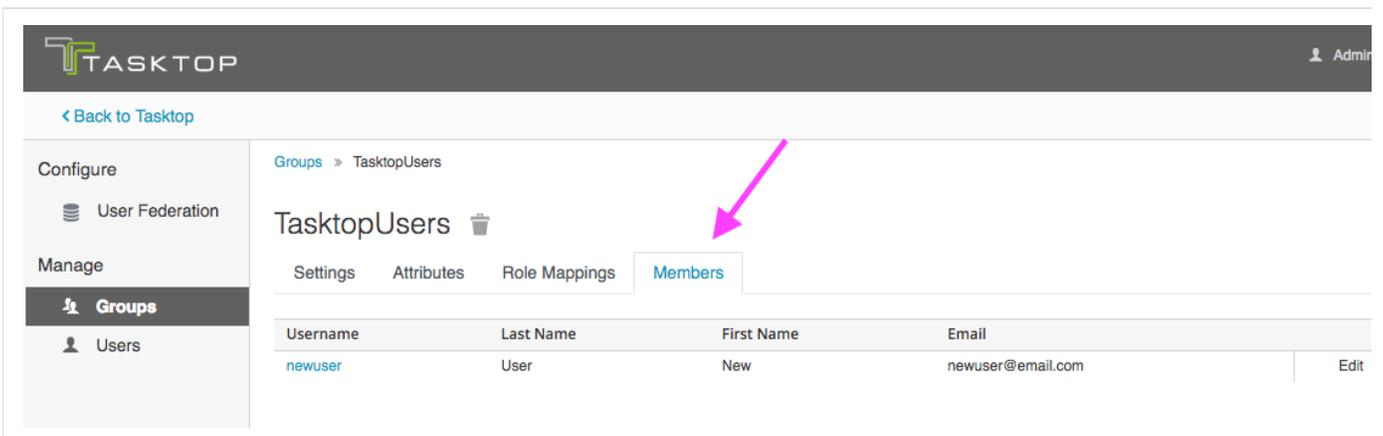 TASKTOP
Admin
Back to Tasktop
Configure
User Federation
Manage
Groups
Users
Groups » TasktopUsers
TasktopUsers
Settings Attributes Role Mappings Members
Username Last Name First Name Email
newuser User New newuser@email.com Edit